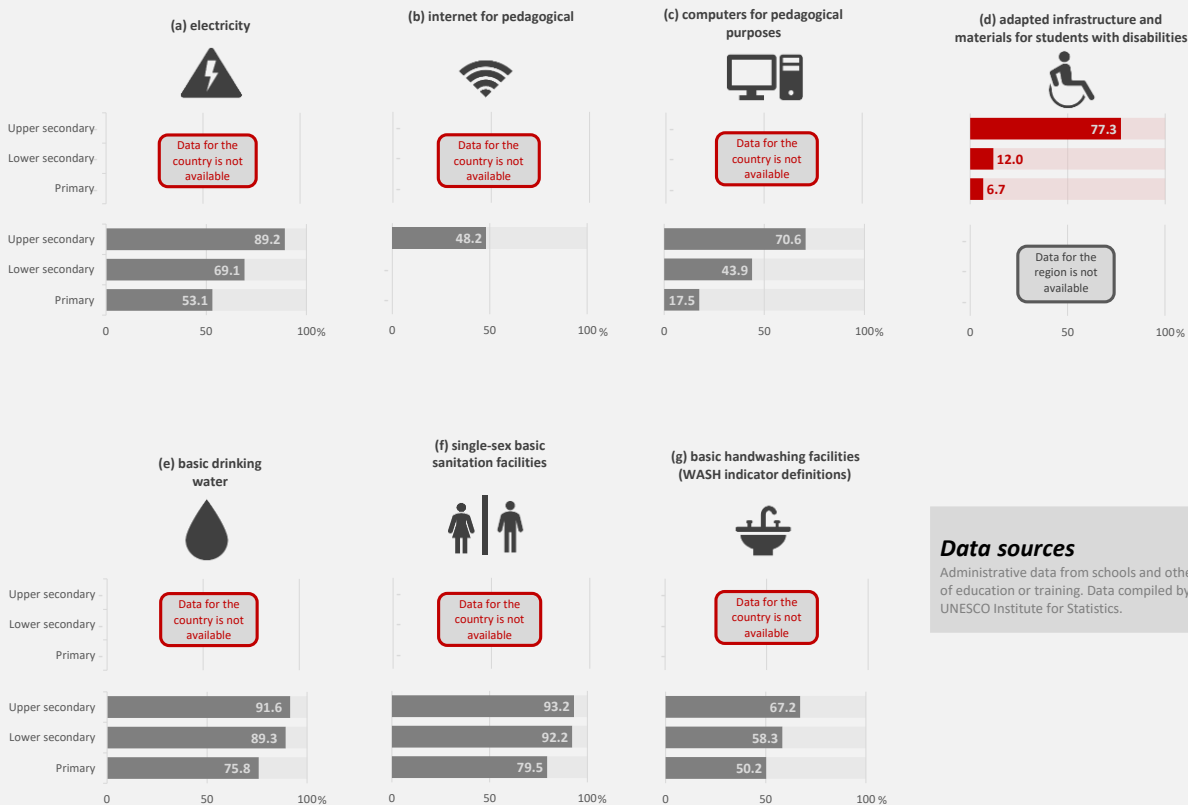 (a) electricity
(b) internet for pedagogical
(c) computers for pedagogical
purposes
(d) adapted infrastructure and
materials for students with disabilities
Upper secondary
Lower secondary
Primary
Data for the
country is not
available
Data for the
country is not
available
Data for the
country is not
available
77.3
12.0
6.7
Upper secondary
Lower secondary
Primary
89.2
69.1
53.1
48.2
70.6
43.9
17.5
Data for the
region is not
available
0 50 100%
0 50 100%
0 50 100%
0 50 100%
(e) basic drinking
water
(f) single-sex basic
sanitation facilities
(g) basic handwashing facilities
(WASH indicator definitions)
Upper secondary
Lower secondary
Primary
Data for the
country is not
available
Data for the
country is not
available
Data for the
country is not
available
Data sources
Administrative data from schools and othe
of education or training. Data compiled by
UNESCO Institute for Statistics.
Upper secondary
Lower secondary
Primary
91.6
89.3
75.8
93.2
92.2
79.5
67.2
58.3
50.2
0 50 100%
0 50 100%
0 50 100%